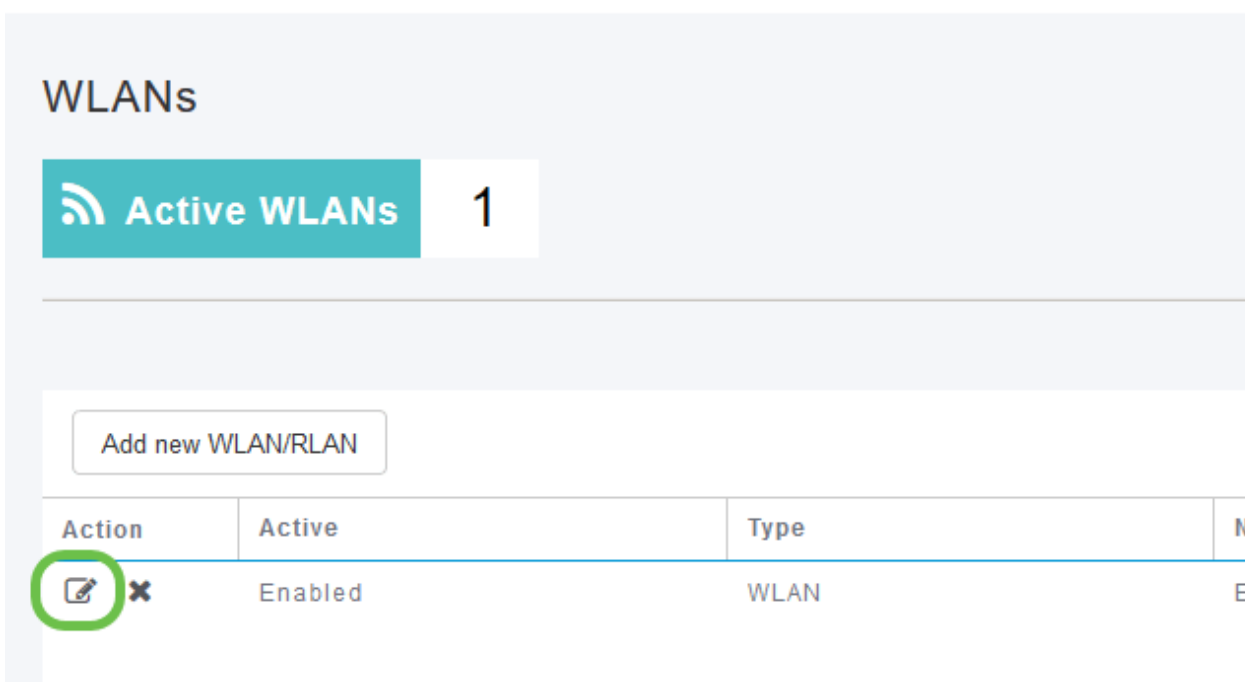 WLANs
Active WLANs 1
Add new WLAN/RLAN
Action Active Type
Enabled WLAN